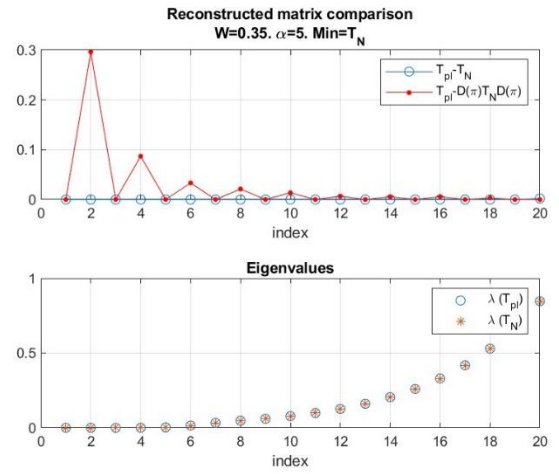 Reconstructed matrix comparison
W=0.35. α=5. Min=T_N
0.3
0.2
0.1
0
T_pl-T_N
T_pl-D(π)T_ND(π)
0 2 4 6 8 10 12 14 16 18 20
index
Eigenvalues
1
0.5
0
λ (T_pl)
λ (T_N)
0 2 4 6 8 10 12 14 16 18 20
index